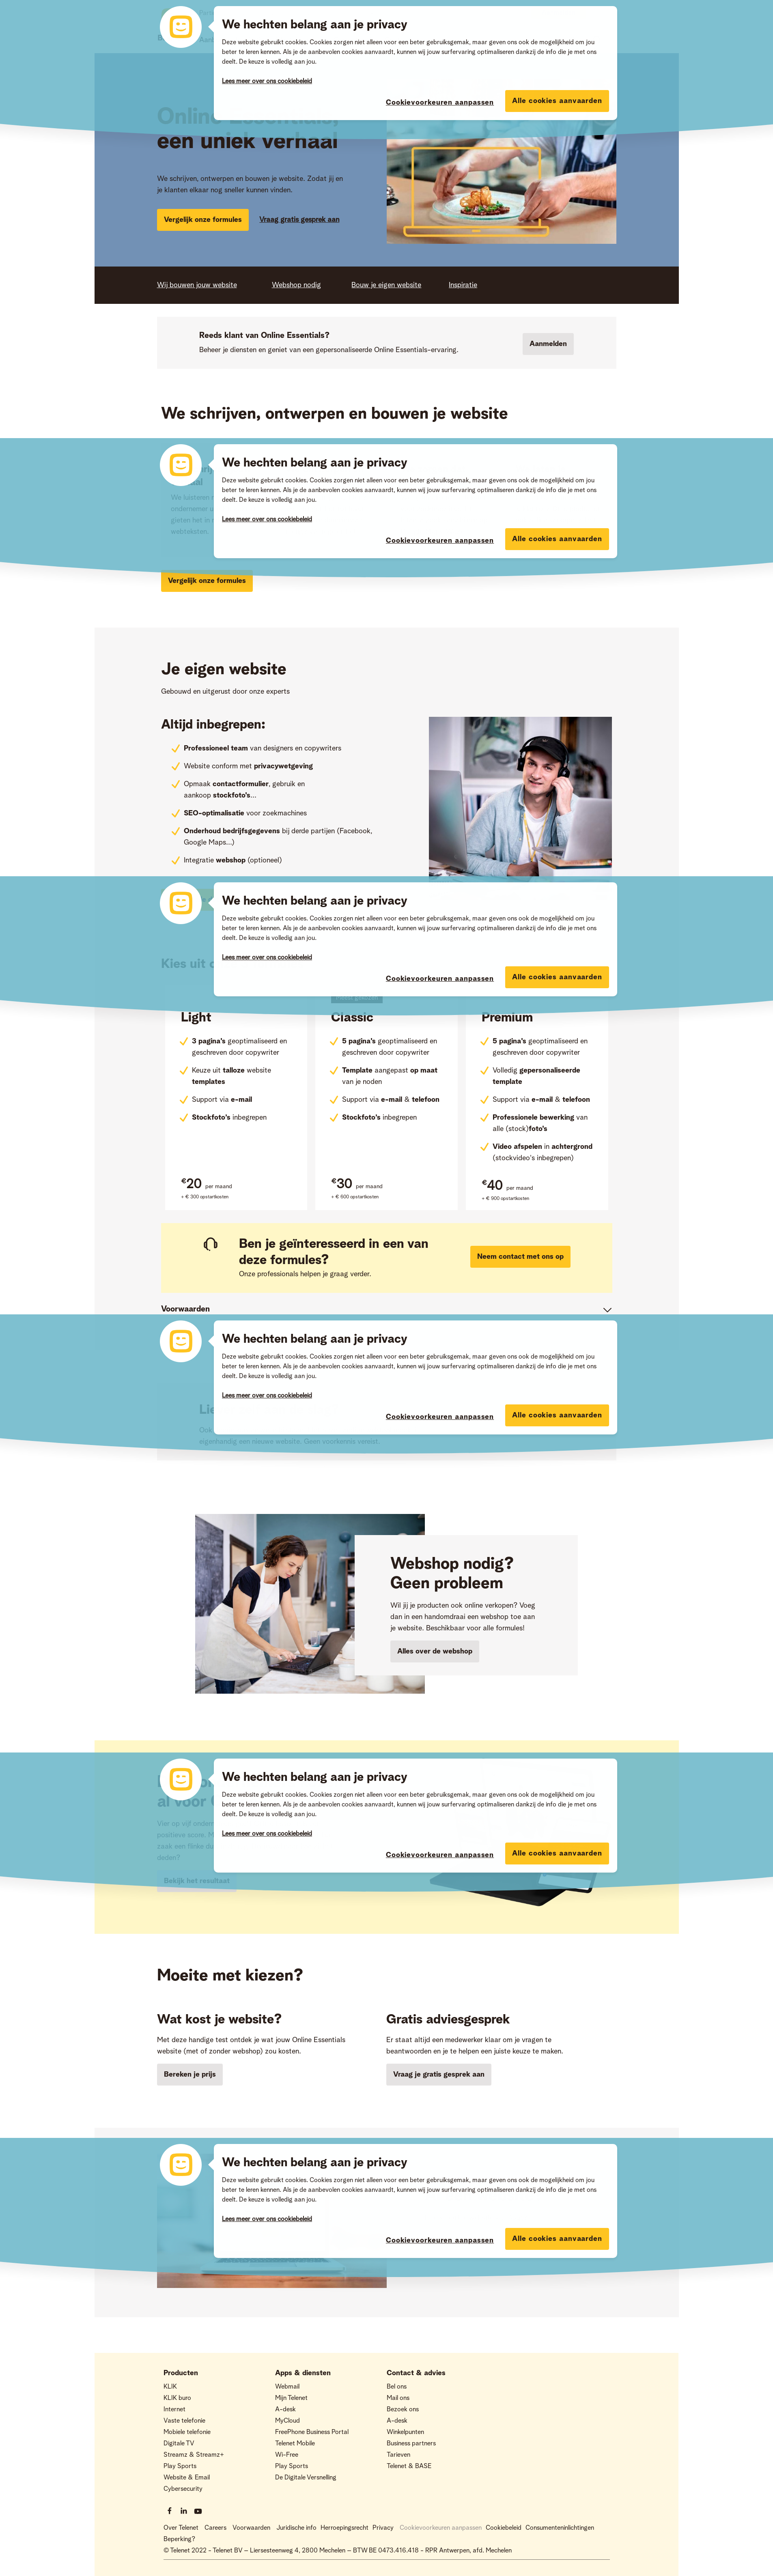 We hechten belang aan je privacy
Deze website gebruikt cookies. Cookies zorgen niet alleen voor een beter gebruiksgemak, maar geven ons ook de mogelijkheid om jou
beter te leren kennen. Als je de aanbevolen cookies aanvaardt, kunnen wij jouw surfervaring optimaliseren dankzij de info die je met ons
deelt. De keuze is volledig aan jou.
Lees meer over ons cookiebeleid
Cookievoorkeuren aanpassen
Alle cookies aanvaarden
Online Essentials,
een uniek verhaal
We schrijven, ontwerpen en bouwen je website. Zodat jij en
je klanten elkaar nog sneller kunnen vinden.
Vergelijk onze formules
Vraag gratis gesprek aan
Wij bouwen jouw website
Webshop nodig
Bouw je eigen website
Inspiratie
Reeds klant van Online Essentials?
Beheer je diensten en geniet van een gepersonaliseerde Online Essentials-ervaring.
Aanmelden
We schrijven, ontwerpen en bouwen je website
We hechten belang aan je privacy
Deze website gebruikt cookies. Cookies zorgen niet alleen voor een beter gebruiksgemak, maar geven ons ook de mogelijkheid om jou
beter te leren kennen. Als je de aanbevolen cookies aanvaardt, kunnen wij jouw surfervaring optimaliseren dankzij de info die je met ons
deelt. De keuze is volledig aan jou.
Lees meer over ons cookiebeleid
Cookievoorkeuren aanpassen
Alle cookies aanvaarden
webteksten.
Vergelijk onze formules
Je eigen website
Gebouwd en uitgerust door onze experts
Altijd inbegrepen:
Professioneel team van designers en copywriters
Website conform met privacywetgeving
Opmaak contactformulier, gebruik en
aankoop stockfoto's...
SEO-optimalisatie voor zoekmachines
Onderhoud bedrijfsgegevens bij derde partijen (Facebook,
Google Maps...)
Integratie webshop (optioneel)
We hechten belang aan je privacy
Deze website gebruikt cookies. Cookies zorgen niet alleen voor een beter gebruiksgemak, maar geven ons ook de mogelijkheid om jou
beter te leren kennen. Als je de aanbevolen cookies aanvaardt, kunnen wij jouw surfervaring optimaliseren dankzij de info die je met ons
deelt. De keuze is volledig aan jou.
Lees meer over ons cookiebeleid
Cookievoorkeuren aanpassen
Alle cookies aanvaarden
Kies uit
Light
3 pagina's geoptimaliseerd en
geschreven door copywriter
Keuze uit talloze website
templates
Support via e-mail
Stockfoto's inbegrepen
€20 per maand
+ € 300 opstartkosten
Classic
5 pagina's geoptimaliseerd en
geschreven door copywriter
Template aangepast op maat
van je noden
Support via e-mail & telefoon
Stockfoto's inbegrepen
€30 per maand
+ € 600 opstartkosten
Premium
5 pagina's geoptimaliseerd en
geschreven door copywriter
Volledig gepersonaliseerde
template
Support via e-mail & telefoon
Professionele bewerking van
alle (stock)foto's
Video afspelen in achtergrond
(stockvideo's inbegrepen)
€40 per maand
+ € 900 opstartkosten
Ben je geïnteresseerd in een van
deze formules?
Onze professionals helpen je graag verder.
Neem contact met ons op
Voorwaarden
We hechten belang aan je privacy
Deze website gebruikt cookies. Cookies zorgen niet alleen voor een beter gebruiksgemak, maar geven ons ook de mogelijkheid om jou
beter te leren kennen. Als je de aanbevolen cookies aanvaardt, kunnen wij jouw surfervaring optimaliseren dankzij de info die je met ons
deelt. De keuze is volledig aan jou.
Lees meer over ons cookiebeleid
Cookievoorkeuren aanpassen
Alle cookies aanvaarden
eigenhandig een nieuwe website. Geen voorkennis vereist.
Webshop nodig?
Geen probleem
Wil jij je producten ook online verkopen? Voeg
dan in een handomdraai een webshop toe aan
je website. Beschikbaar voor alle formules!
Alles over de webshop
We hechten belang aan je privacy
Deze website gebruikt cookies. Cookies zorgen niet alleen voor een beter gebruiksgemak, maar geven ons ook de mogelijkheid om jou
beter te leren kennen. Als je de aanbevolen cookies aanvaardt, kunnen wij jouw surfervaring optimaliseren dankzij de info die je met ons
deelt. De keuze is volledig aan jou.
Lees meer over ons cookiebeleid
Cookievoorkeuren aanpassen
Alle cookies aanvaarden
al voor
Vier op vijf
positieve score.
zaak een flinke
deden?
Bekijk het resultaat
Moeite met kiezen?
Wat kost je website?
Met deze handige test ontdek je wat jouw Online Essentials
website (met of zonder webshop) zou kosten.
Bereken je prijs
Gratis adviesgesprek
Er staat altijd een medewerker klaar om je vragen te
beantwoorden en je te helpen een juiste keuze te maken.
Vraag je gratis gesprek aan
We hechten belang aan je privacy
Deze website gebruikt cookies. Cookies zorgen niet alleen voor een beter gebruiksgemak, maar geven ons ook de mogelijkheid om jou
beter te leren kennen. Als je de aanbevolen cookies aanvaardt, kunnen wij jouw surfervaring optimaliseren dankzij de info die je met ons
deelt. De keuze is volledig aan jou.
Lees meer over ons cookiebeleid
Cookievoorkeuren aanpassen
Alle cookies aanvaarden
Producten
KLIK
KLIK buro
Internet
Vaste telefonie
Mobiele telefonie
Digitale TV
Streamz & Streamz+
Play Sports
Website & Email
Cybersecurity
Apps & diensten
Webmail
Mijn Telenet
A-desk
MyCloud
FreePhone Business Portal
Telenet Mobile
Wi-Free
Play Sports
De Digitale Versnelling
Contact & advies
Bel ons
Mail ons
Bezoek ons
A-desk
Winkelpunten
Business partners
Tarieven
Telenet & BASE
Over Telenet Careers Voorwaarden Juridische info Herroepingsrecht Privacy Cookievoorkeuren aanpassen Cookiebeleid Consumenteninlichtingen
Beperking?
© Telenet 2022 - Telenet BV – Liersesteenweg 4, 2800 Mechelen – BTW BE 0473.416.418 - RPR Antwerpen, afd. Mechelen